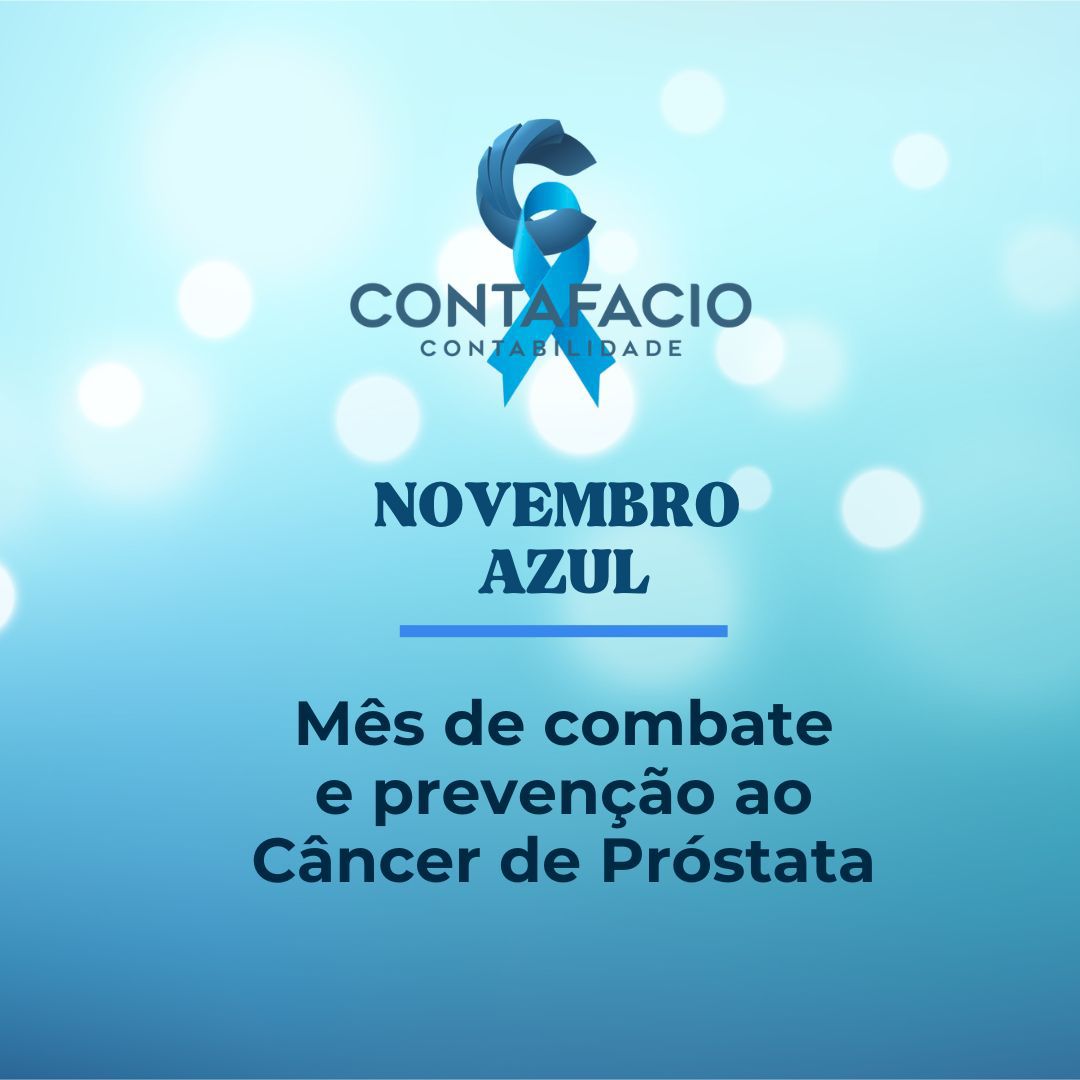 CONTAFACIO
CONTABILIDADE
NOVEMBRO
AZUL
Mês de combate
e prevenção ao
Câncer de Próstata